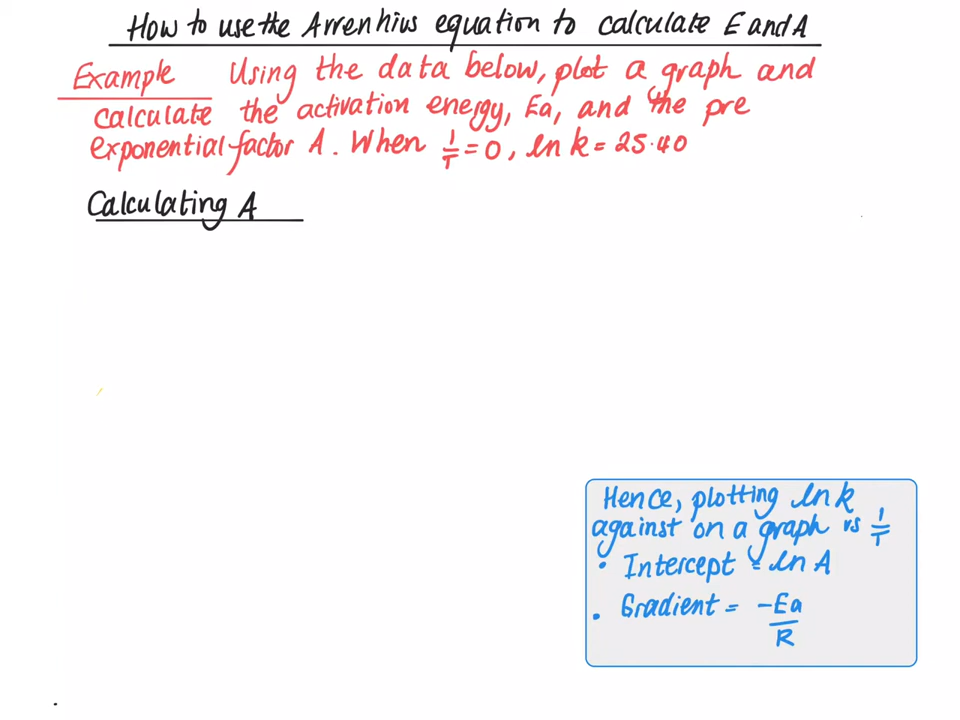 How to use the Arrenhius equation to calculate E and A
Example Using the data below, plot a graph and
calculate the activation energy, Ea, and the pre
exponential factor A. When 1/T = 0, ln k = 25.40
Calculating A
Hence, plotting ln k
against on a graph vs 1/T
• Intercept = ln A
• Gradient = -Ea/R